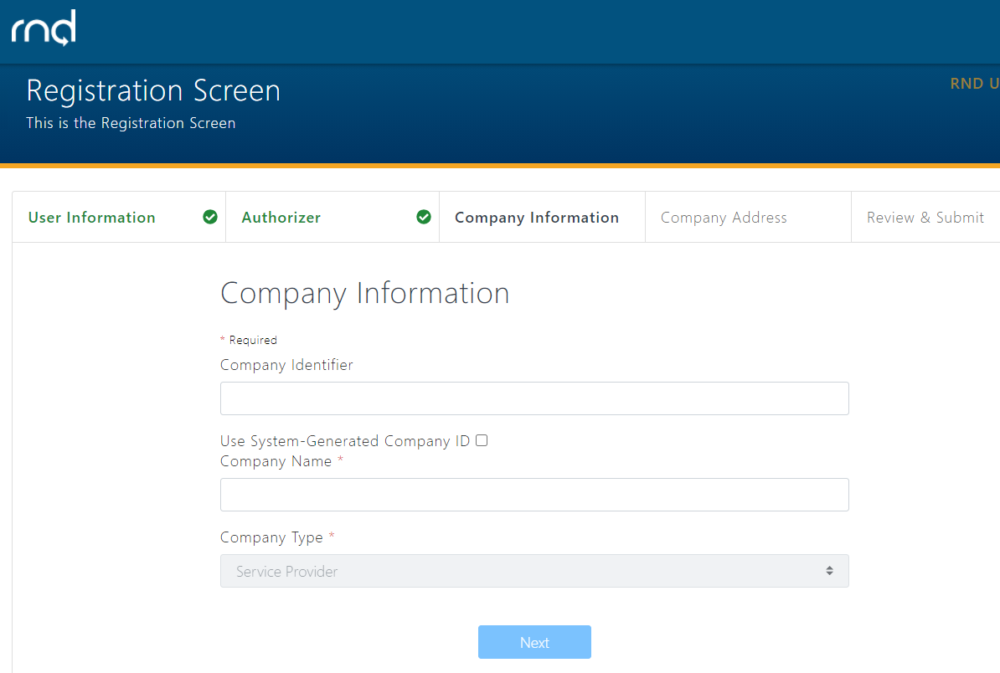 rnd
Registration Screen
RND U
This is the Registration Screen
User Information Authorizer Company Information Company Address Review & Submit
Company Information
* Required
Company Identifier
Use System-Generated Company ID
Company Name *
Company Type *
Service Provider
Next